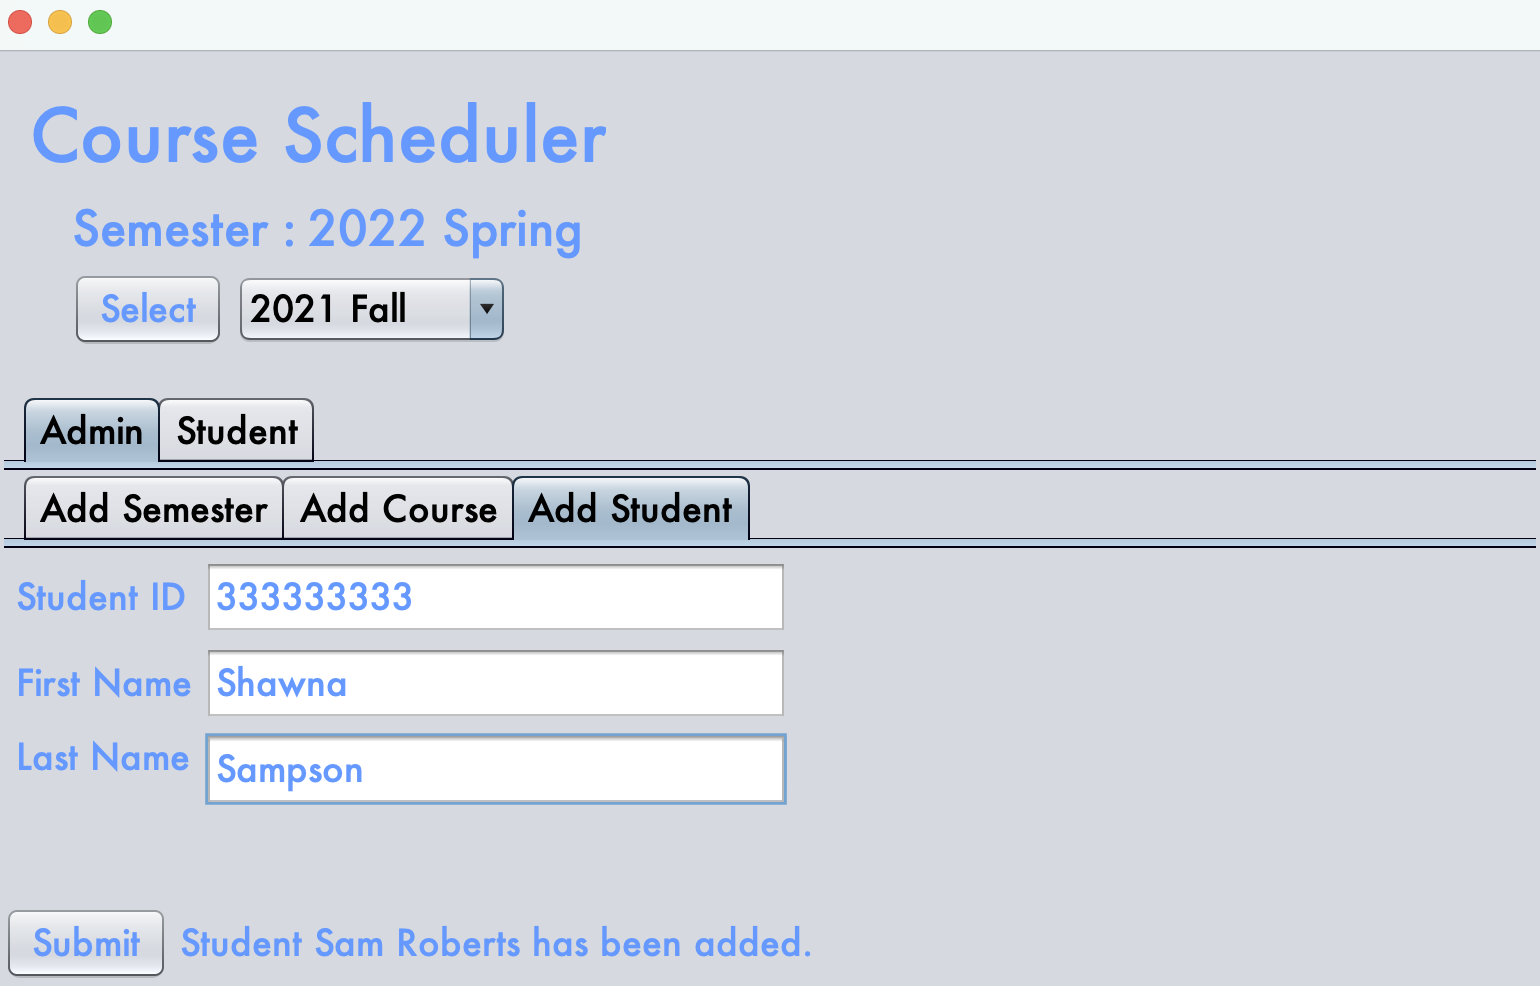 Course Scheduler
Semester : 2022 Spring
Select 2021 Fall
Admin Student
Add Semester Add Course Add Student
Student ID 333333333
First Name Shawna
Last Name Sampson
Submit Student Sam Roberts has been added.